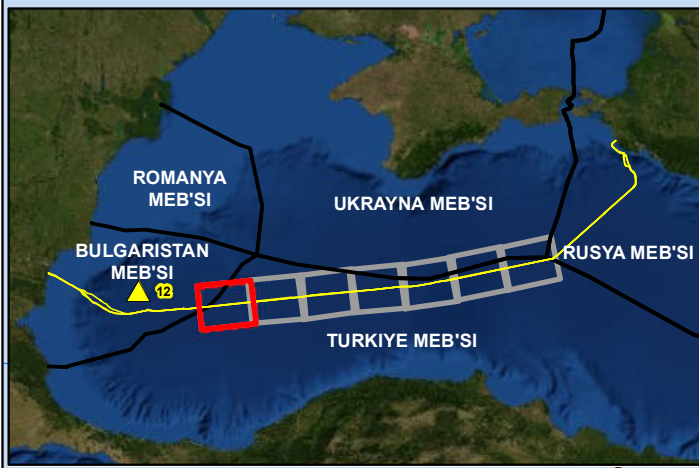 ROMANYA
MEB'SI
UKRAYNA MEB'SI
BULGARISTAN
MEB'SI
RUSYA MEB'SI
12
TURKIYE MEB'SI